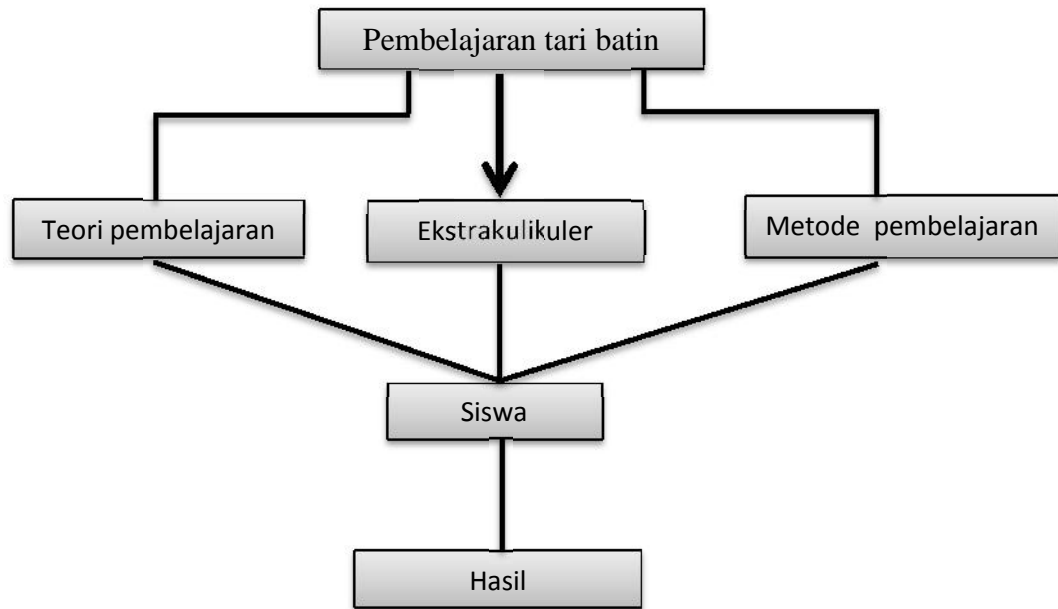 Pembelajaran tari batin
Teori pembelajaran
Ekstrakulikuler
Metode pembelajaran
Siswa
Hasil